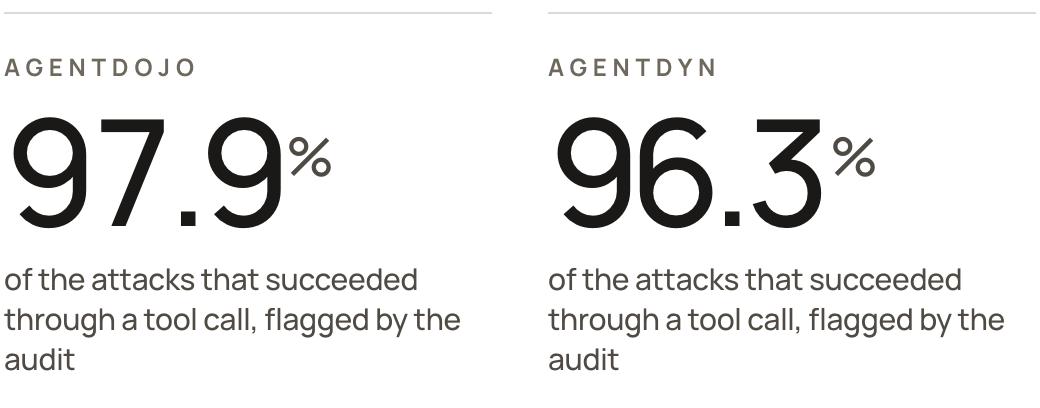 AGENTDOJO
97.9%
of the attacks that succeeded
through a tool call, flagged by the
audit
AGENTDYN
96.3%
of the attacks that succeeded
through a tool call, flagged by the
audit